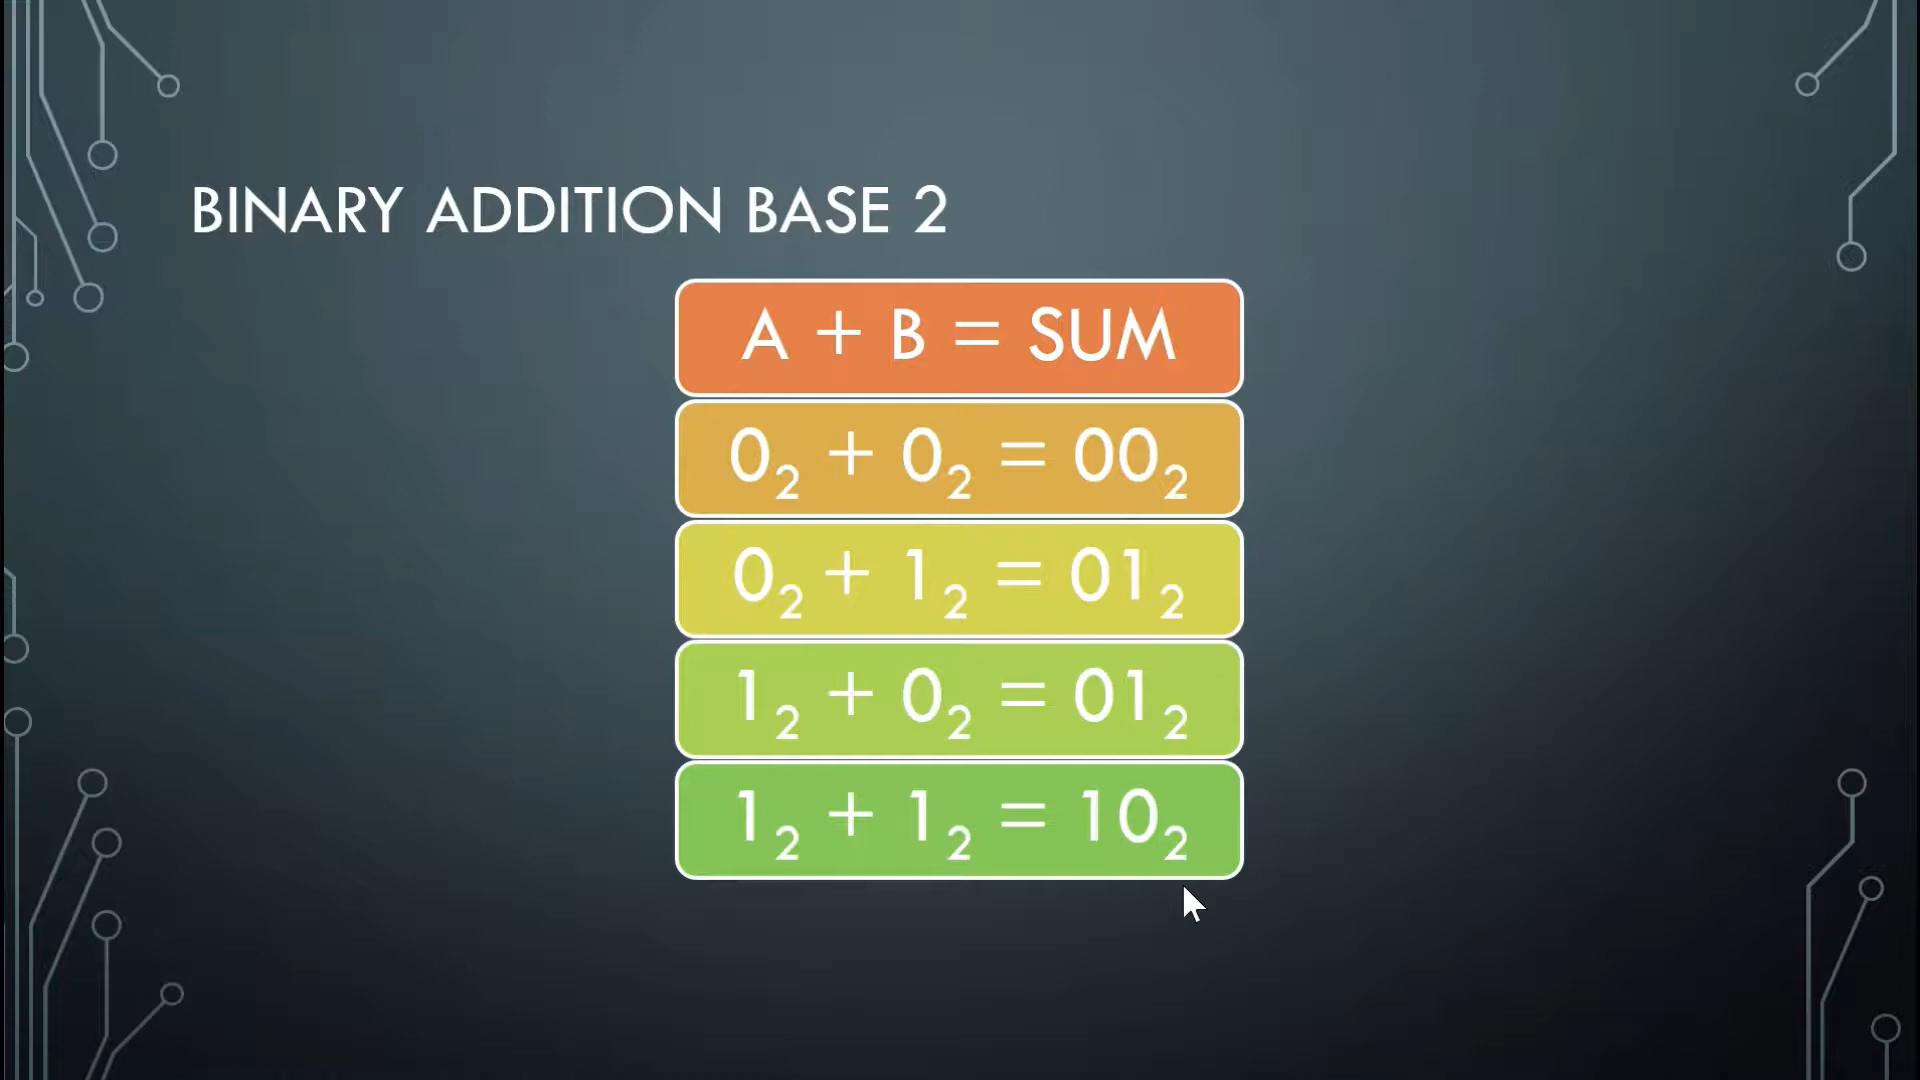 BINARY ADDITION BASE 2
A + B = SUM
0₂ + 0₂ = 00₂
0₂ + 1₂ = 01₂
1₂ + 0₂ = 01₂
1₂ + 1₂ = 10₂